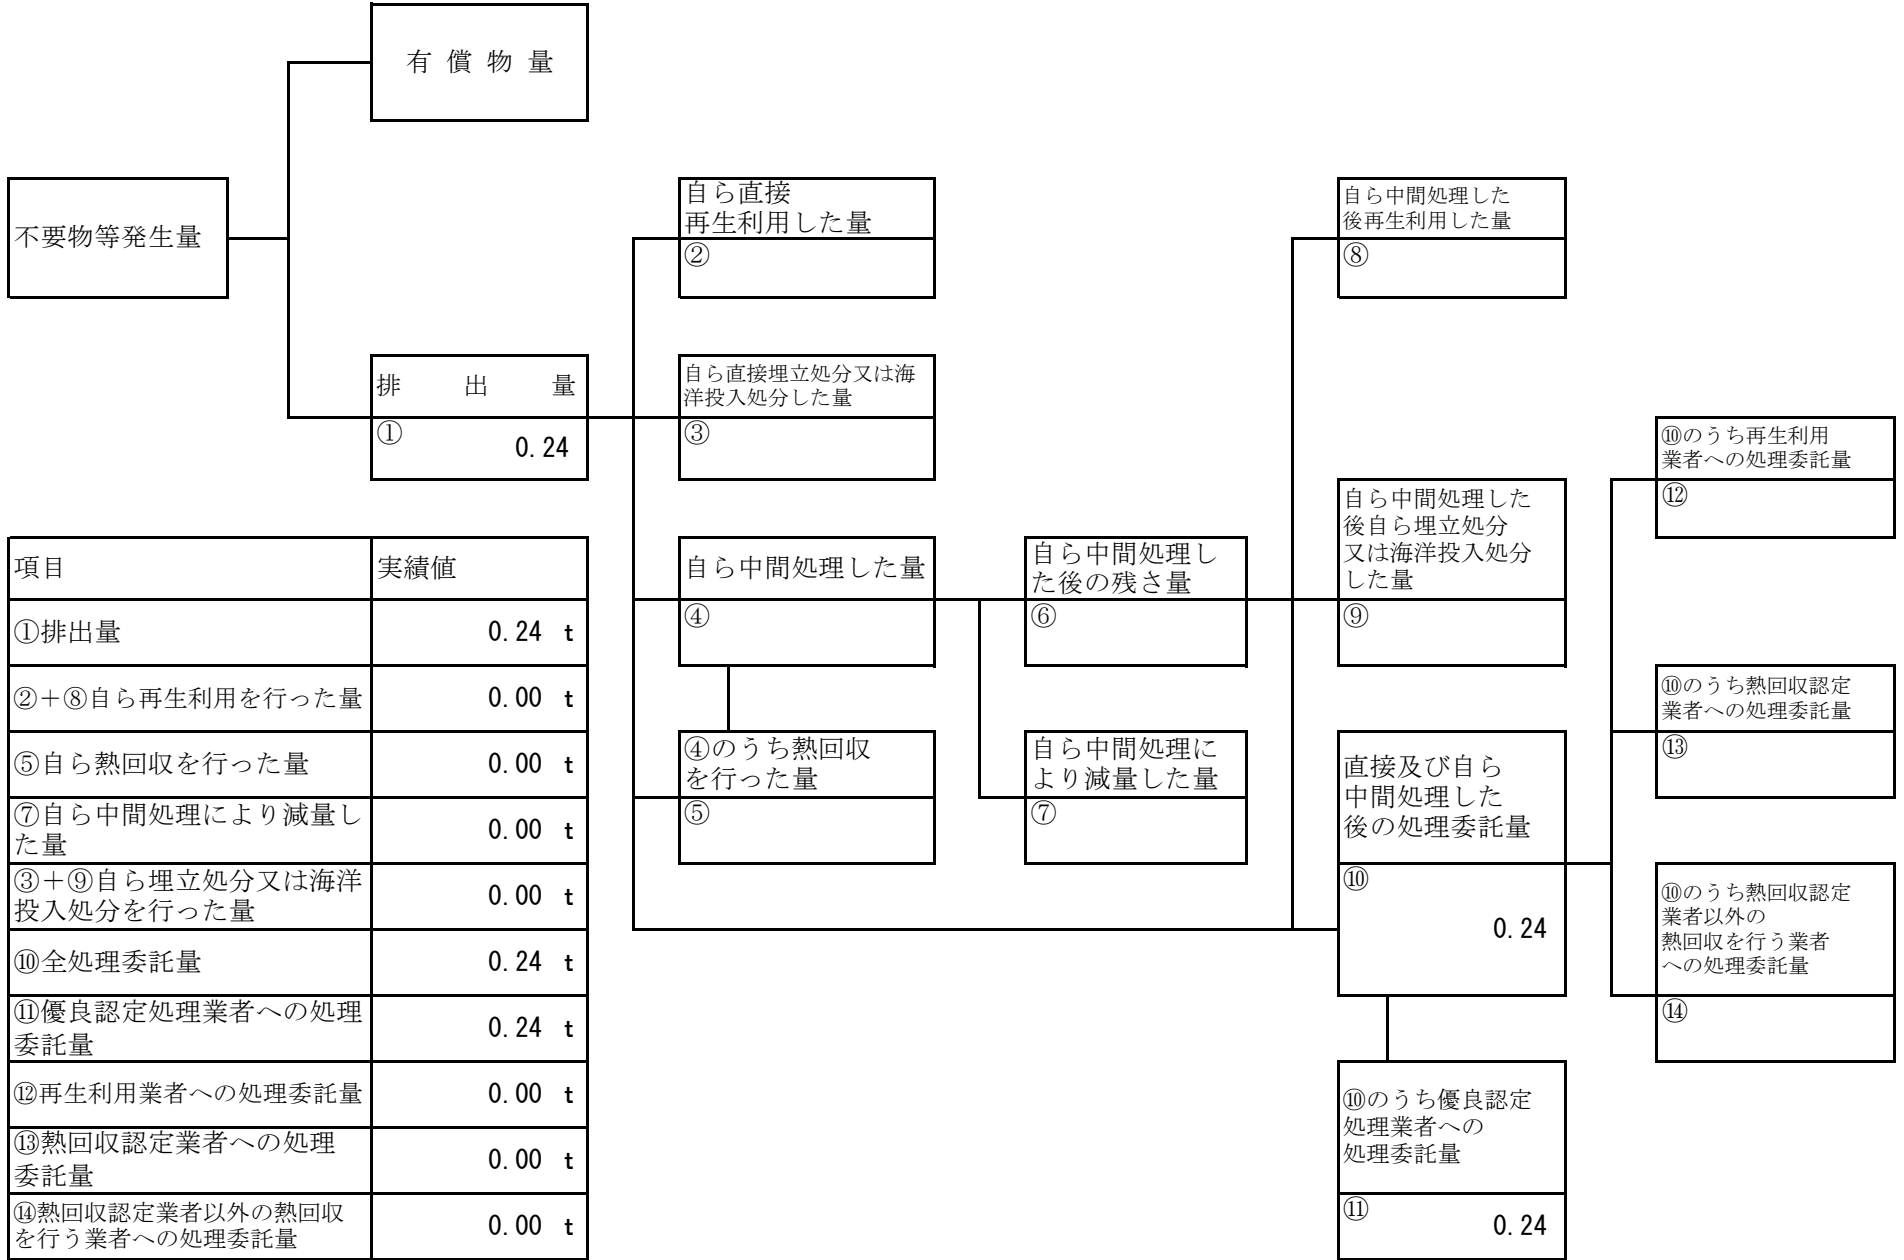 有 償 物 量
不要物等発生量
自ら直接
再生利用した量
②
自ら中間処理した
後再生利用した量
⑧
排 出 量
① 0.24
自ら直接埋立処分又は海
洋投入処分した量
③
⑩のうち再生利用
業者への処理委託量
⑫
自ら中間処理した量
④
自ら中間処理し
た後の残さ量
⑥
自ら中間処理した
後自ら埋立処分
又は海洋投入処分
した量
⑨
⑩のうち熱回収認定
業者への処理委託量
⑬
④のうち熱回収
を行った量
⑤
自ら中間処理に
より減量した量
⑦
直接及び自ら
中間処理した
後の処理委託量
⑩
0.24
⑩のうち熱回収認定
業者以外の
熱回収を行う業者
への処理委託量
⑭
⑩のうち優良認定
処理業者への
処理委託量
⑪ 0.24
項目 実績値
①排出量 0.24 t
②＋⑧自ら再生利用を行った量 0.00 t
⑤自ら熱回収を行った量 0.00 t
⑦自ら中間処理により減量し
た量 0.00 t
③＋⑨自ら埋立処分又は海洋
投入処分を行った量 0.00 t
⑩全処理委託量 0.24 t
⑪優良認定処理業者への処理
委託量 0.24 t
⑫再生利用業者への処理委託量 0.00 t
⑬熱回収認定業者への処理
委託量 0.00 t
⑭熱回収認定業者以外の熱回収
を行う業者への処理委託量 0.00 t